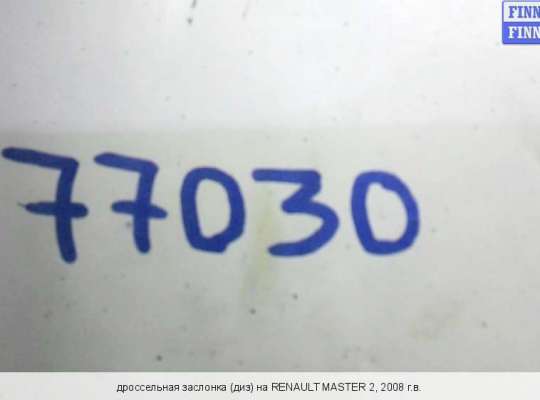 FINN
FINN
77030
дроссельная заслонка (диз) на RENAULT MASTER 2, 2008 г.в.